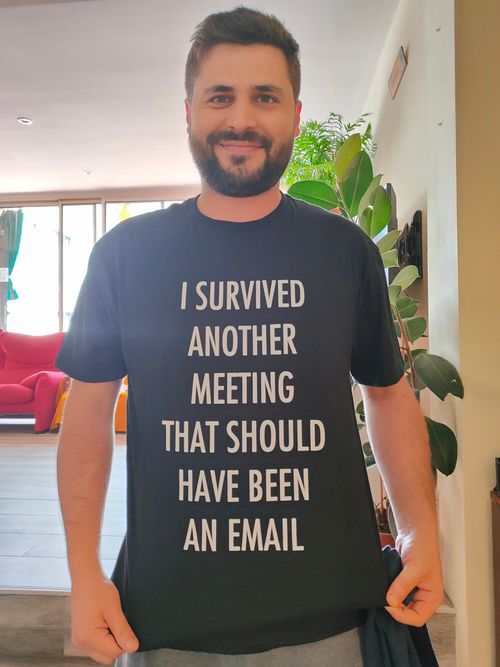 I SURVIVED
ANOTHER
MEETING
THAT SHOULD
HAVE BEEN
AN EMAIL